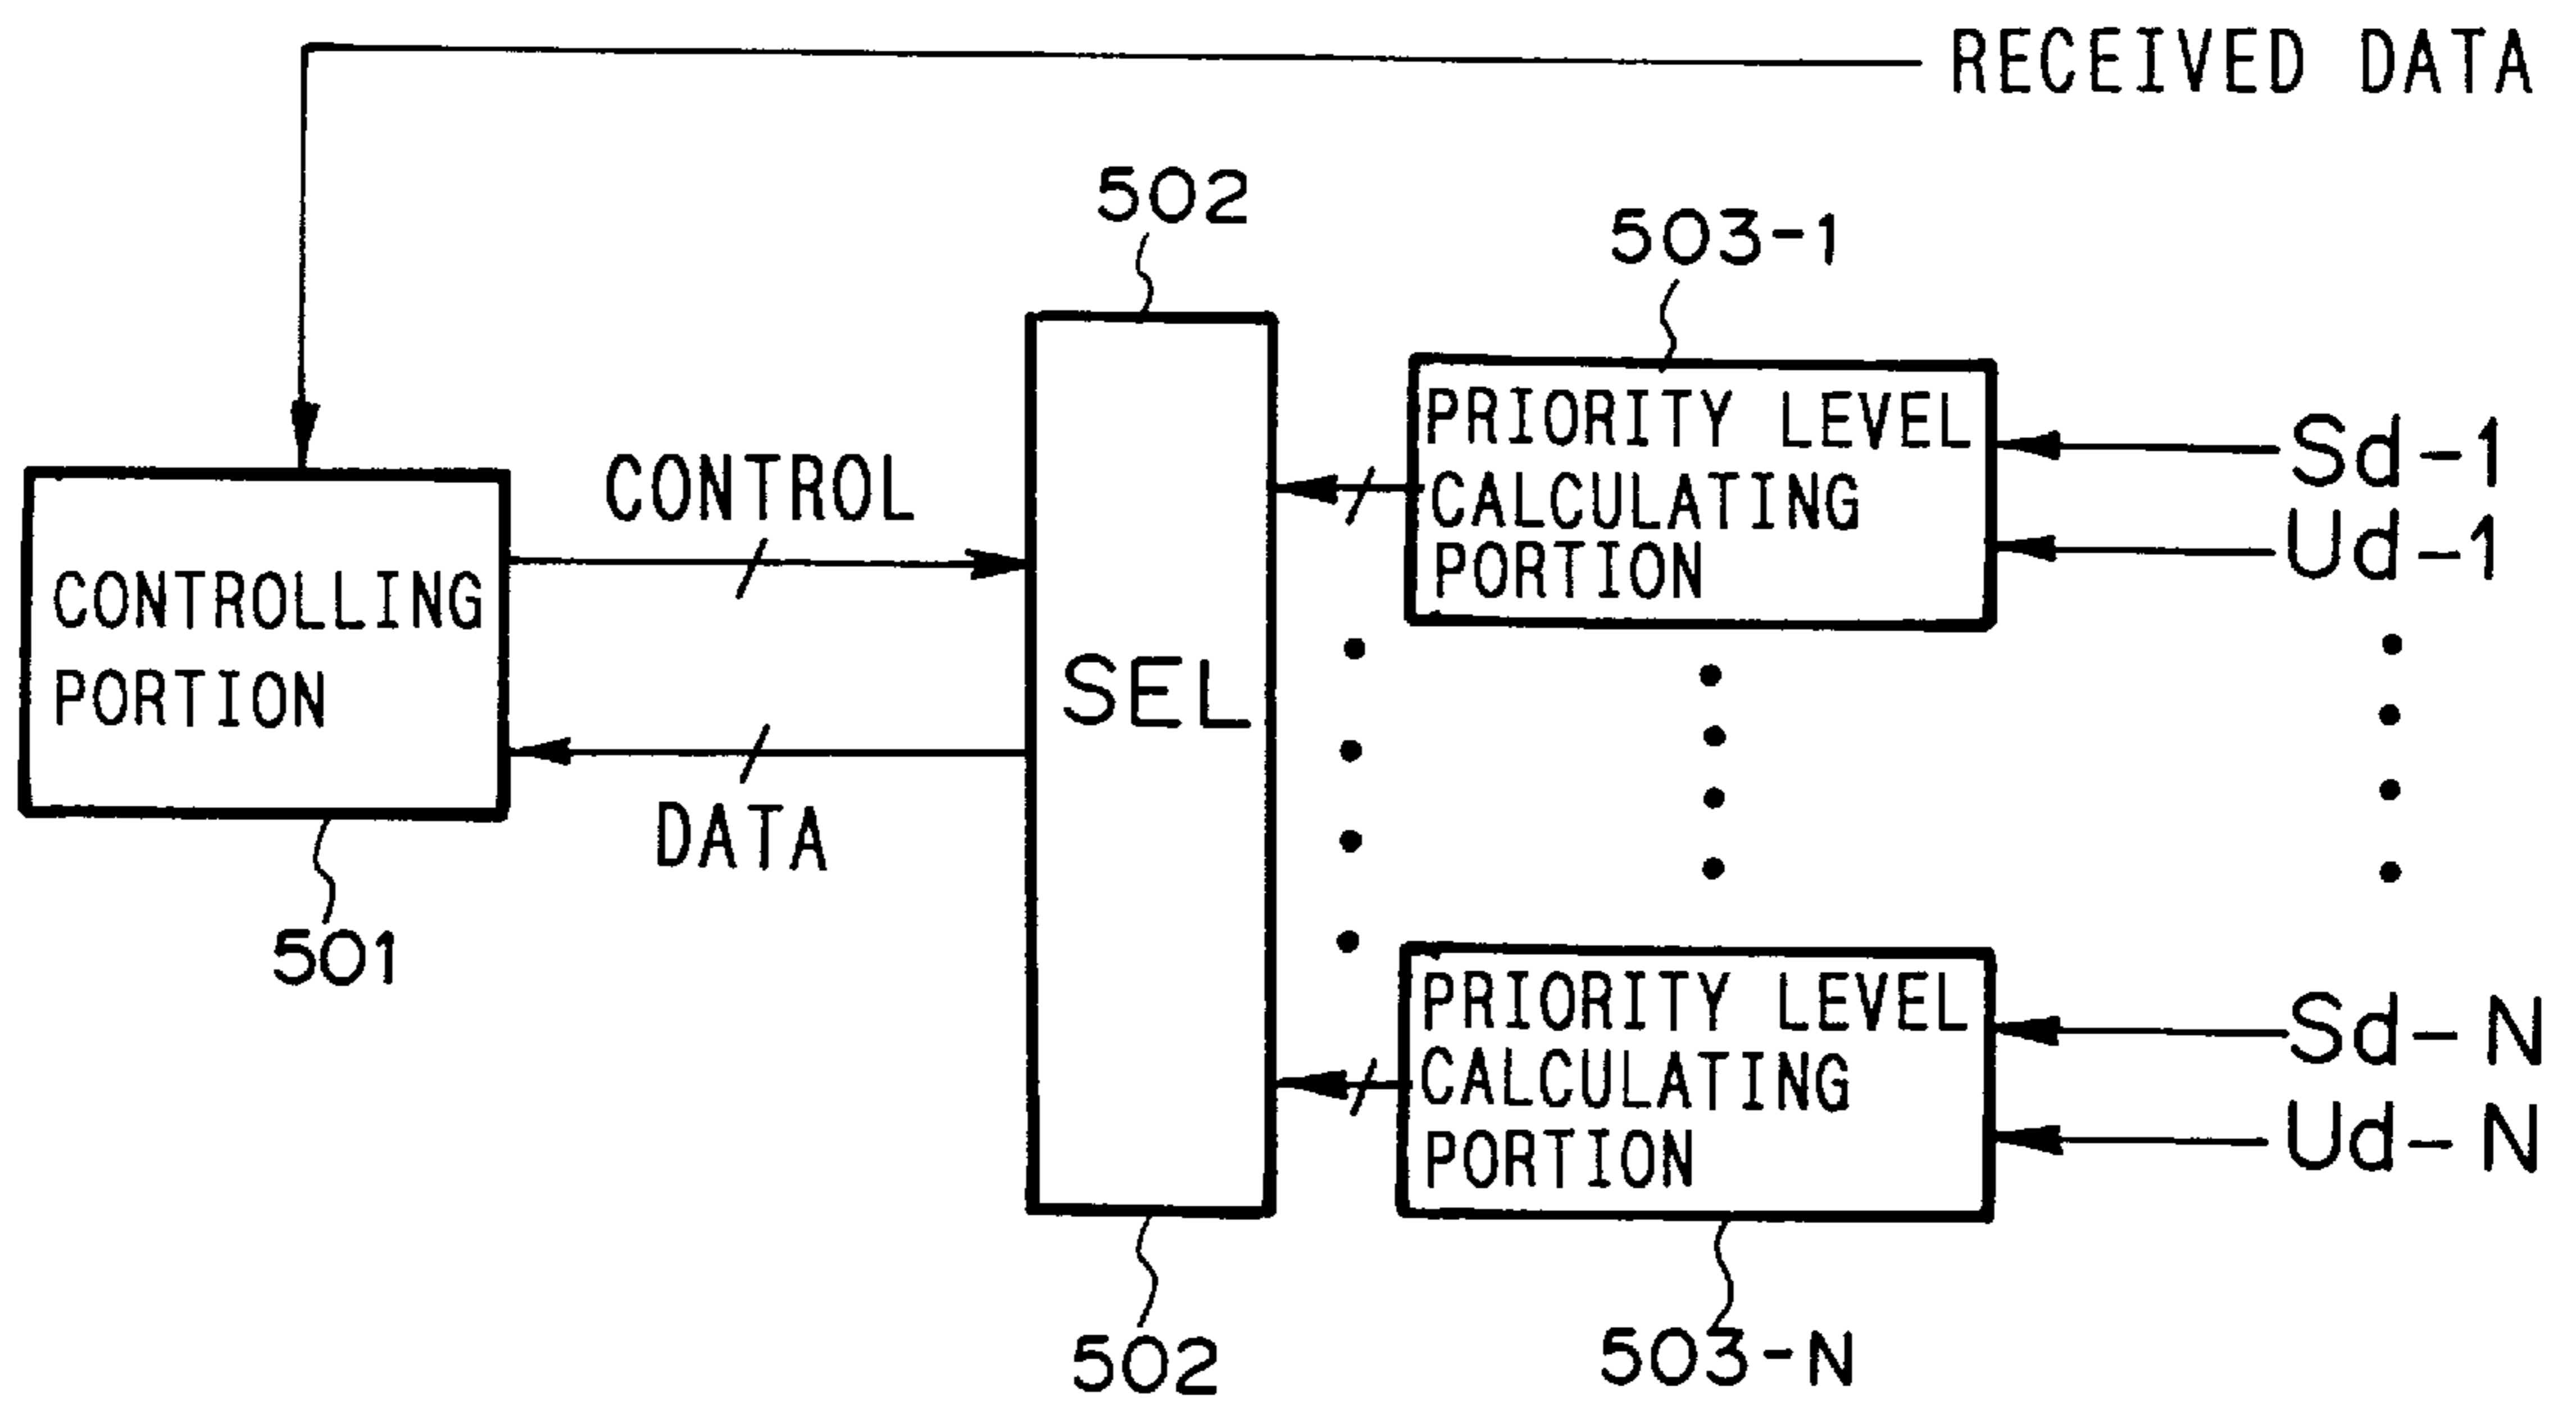 RECEIVED DATA
502
503-1
PRIORITY LEVEL
CALCULATING
PORTION
Sd-1
Ud-1
CONTROL
CONTROLLING
PORTION
SEL
DATA
501
PRIORITY LEVEL
CALCULATING
PORTION
Sd-N
Ud-N
502
503-N